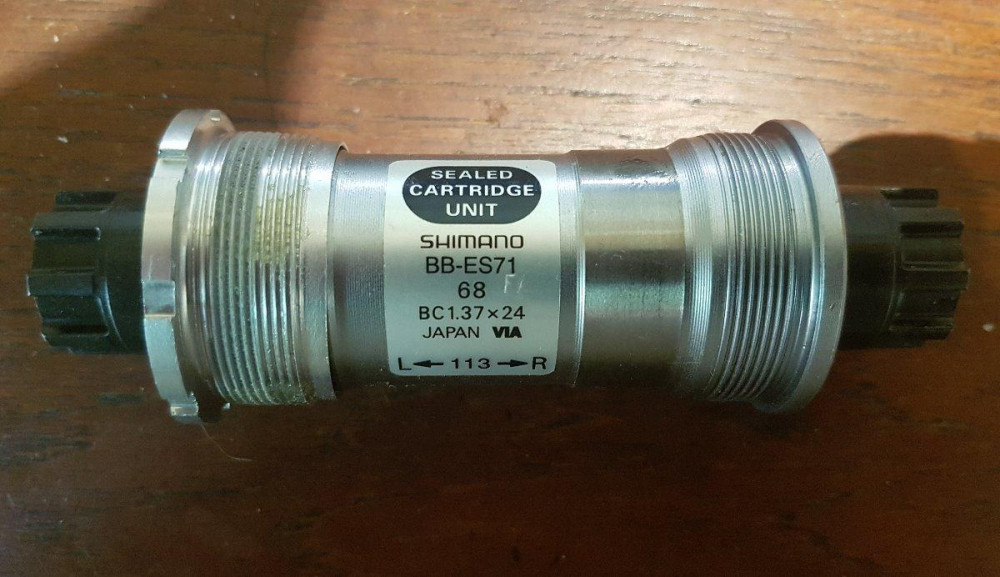 SEALED
CARTRIDGE
UNIT
SHIMANO
BB-ES71
68
BC1.37×24
JAPAN VIA
L←113→R